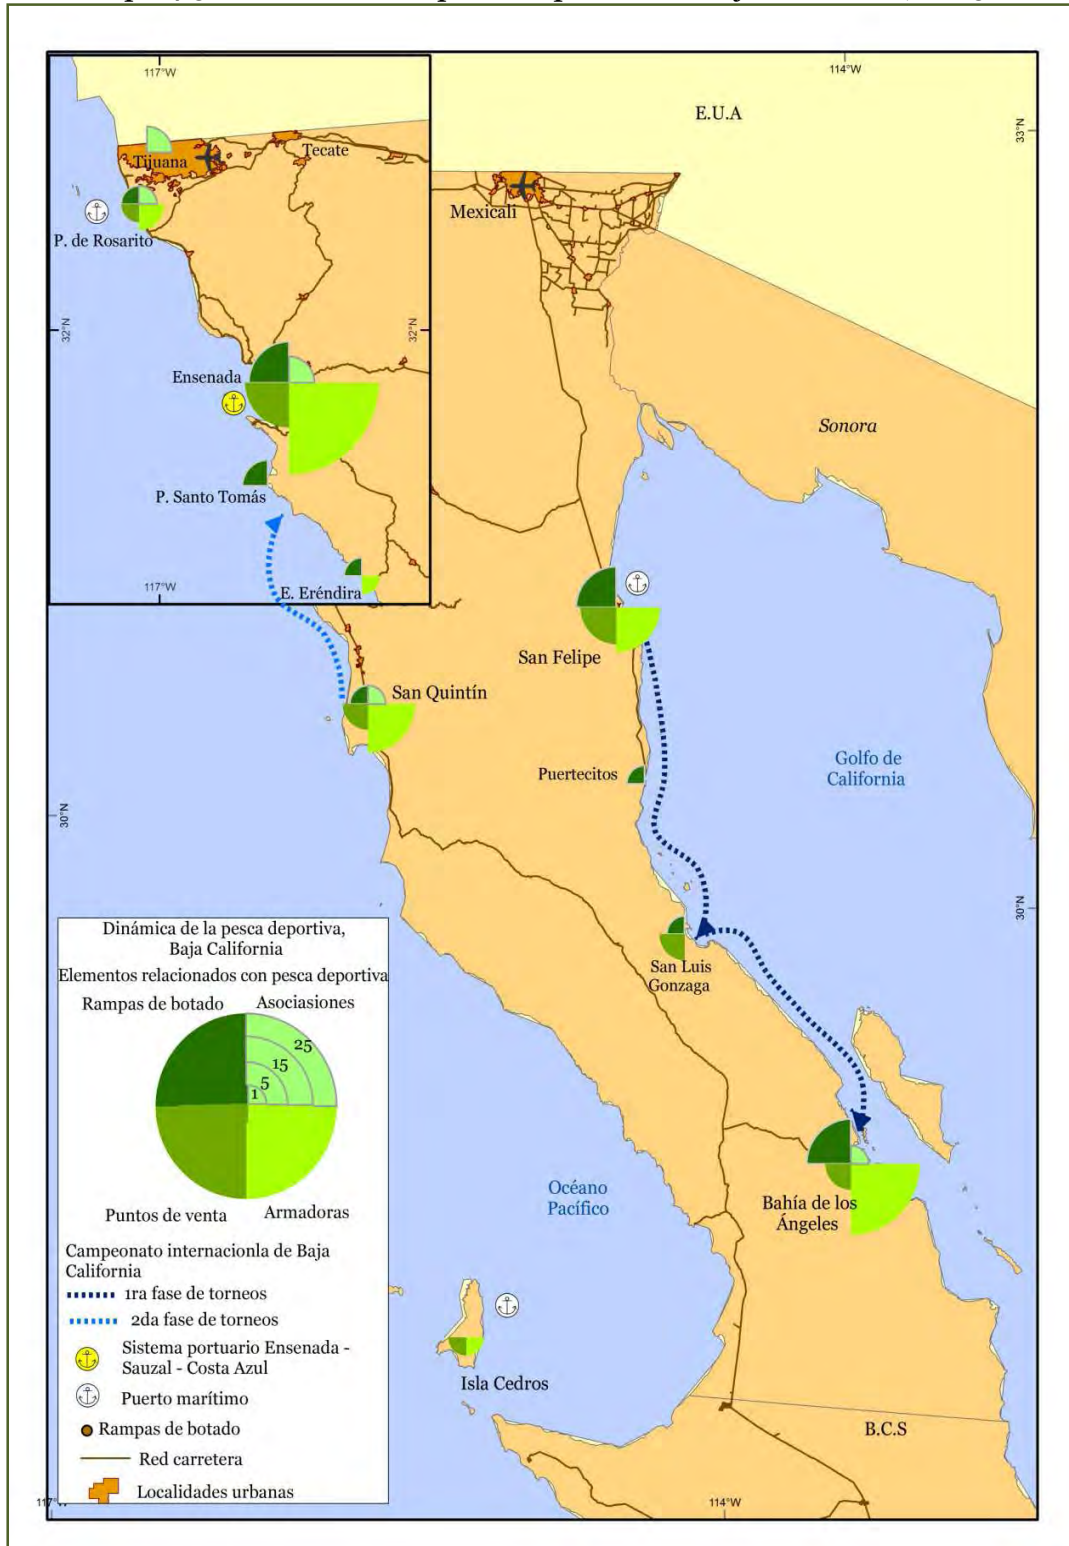 117°W
114°W
E.U.A
33°N
Tijuana
Tecate
Mexicali
P. de Rosarito
32°N
32°N
Ensenada
Sonora
P. Santo Tomás
117°W
E. Eréndira
San Felipe
San Quintín
Puertecitos
Golfo de
California
30°N
30°N
San Luis
Gonzaga
Dinámica de la pesca deportiva,
Baja California
Elementos relacionados con pesca deportiva
Rampas de botado
Asociasiones
25
15
5
1
Puntos de venta
Armadoras
Campeonato internacionla de Baja
California
1ra fase de torneos
2da fase de torneos
Sistema portuario Ensenada -
Sauzal - Costa Azul
Puerto marítimo
Rampas de botado
Red carretera
Localidades urbanas
Océano
Pacífico
Bahía de los
Ángeles
Isla Cedros
B.C.S
117°W
114°W